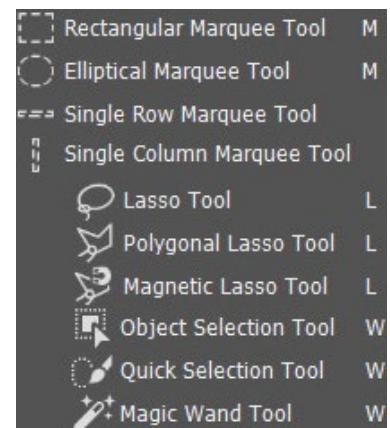 Rectangular Marquee Tool M
Elliptical Marquee Tool M
Single Row Marquee Tool
Single Column Marquee Tool
Lasso Tool L
Polygonal Lasso Tool L
Magnetic Lasso Tool L
Object Selection Tool W
Quick Selection Tool W
Magic Wand Tool W